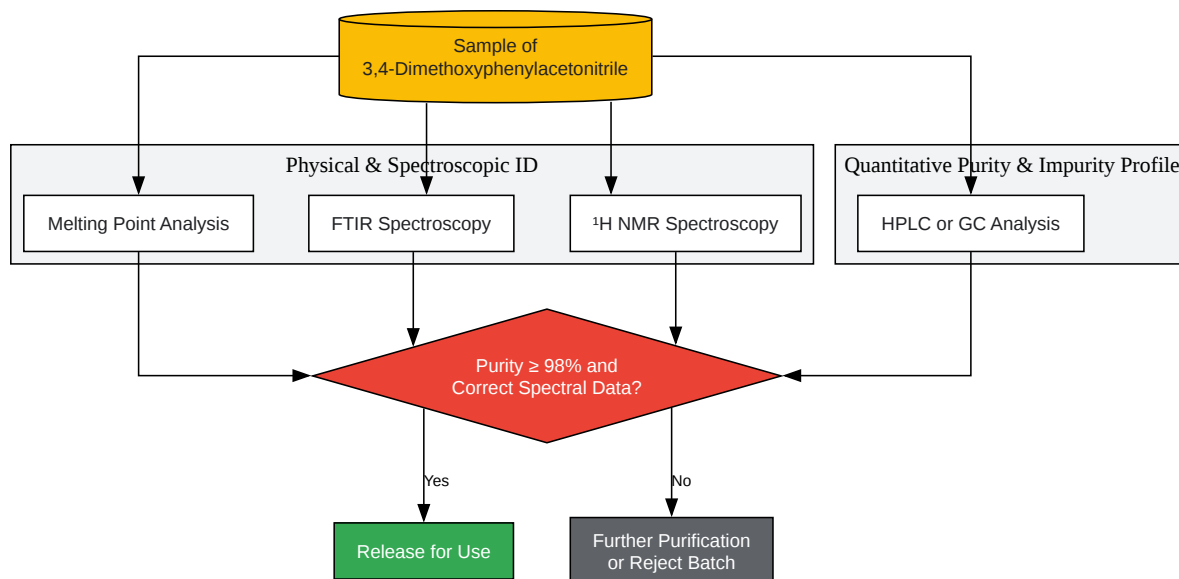 Sample of
3,4-Dimethoxyphenylacetonitrile
Physical & Spectroscopic ID
Quantitative Purity & Impurity Profile
Melting Point Analysis
FTIR Spectroscopy
¹H NMR Spectroscopy
HPLC or GC Analysis
Purity ≥ 98% and
Correct Spectral Data?
Yes
No
Release for Use
Further Purification
or Reject Batch